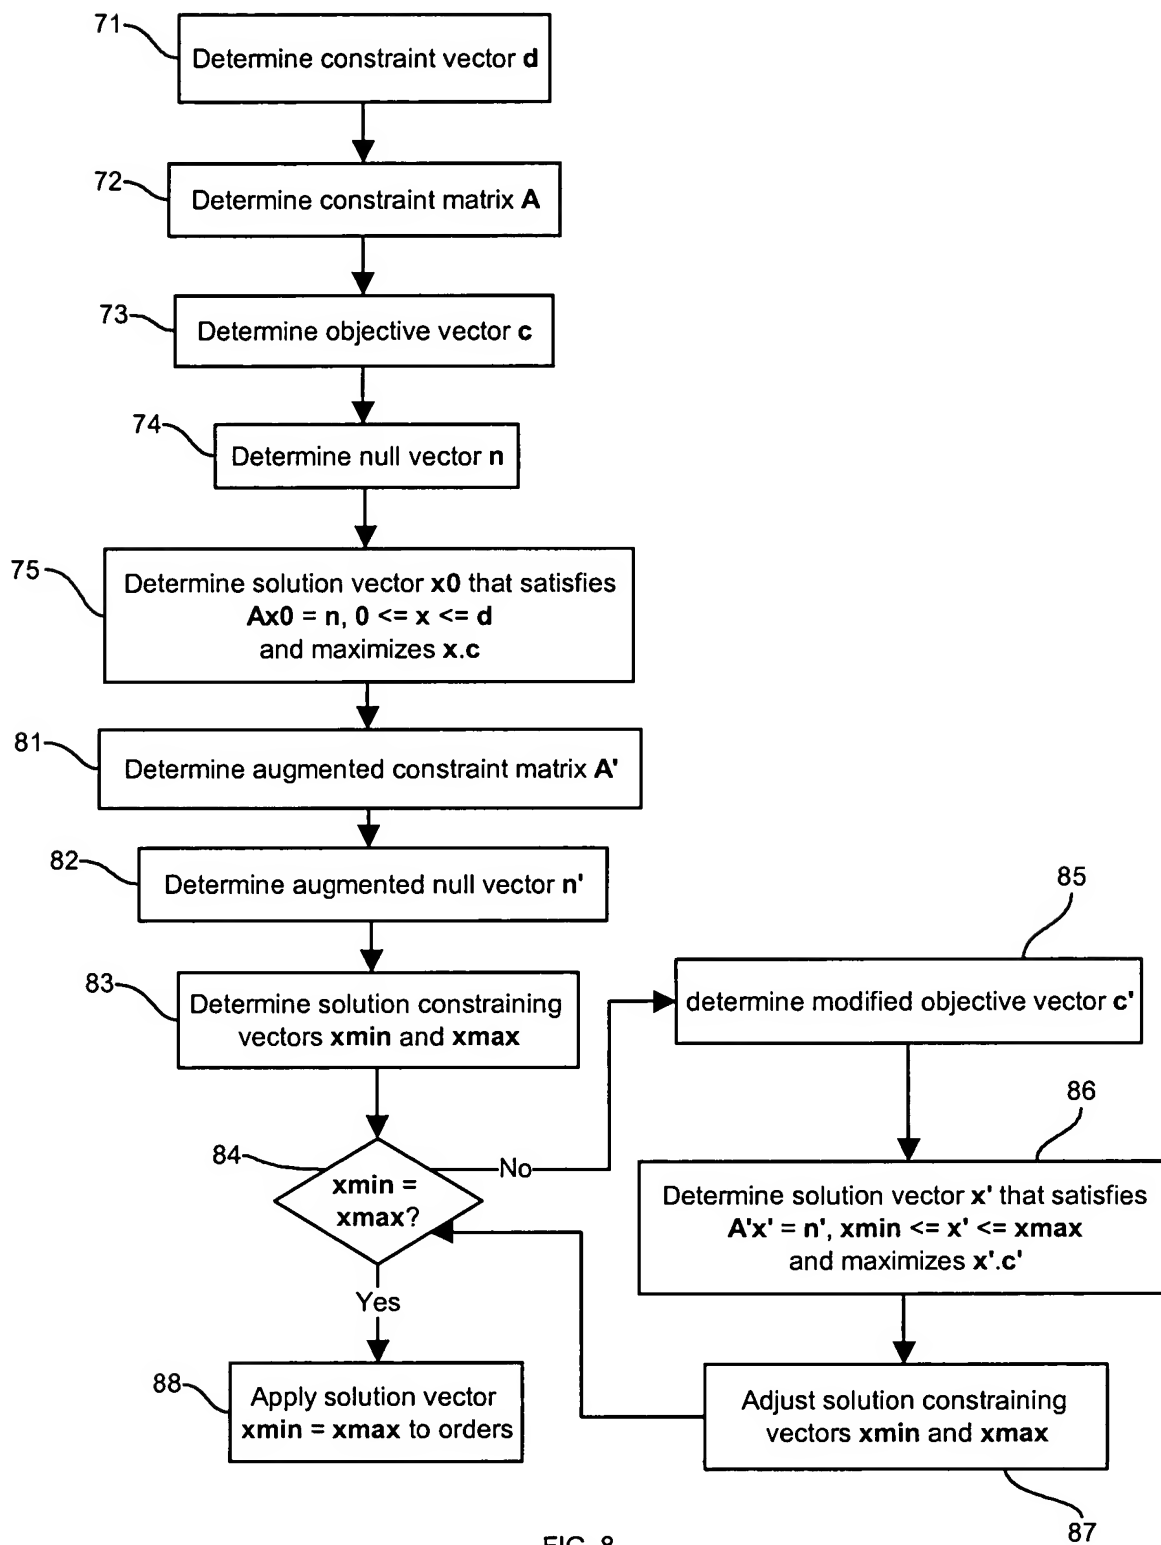 71
Determine constraint vector d
72
Determine constraint matrix A
73
Determine objective vector c
74
Determine null vector n
75
Determine solution vector x0 that satisfies
Ax0 = n, 0 <= x <= d
and maximizes x.c
81
Determine augmented constraint matrix A'
82
Determine augmented null vector n'
83
Determine solution constraining
vectors xmin and xmax
84
xmin =
xmax?
No
Yes
85
determine modified objective vector c'
86
Determine solution vector x' that satisfies
A'x' = n', xmin <= x' <= xmax
and maximizes x'.c'
88
Apply solution vector
xmin = xmax to orders
Adjust solution constraining
vectors xmin and xmax
87
FIG. 8